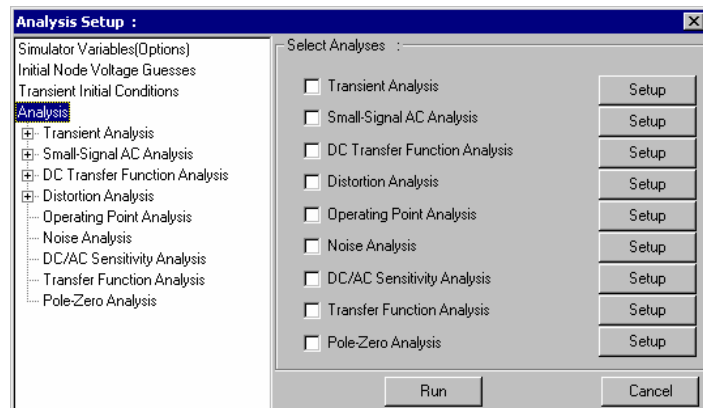 Analysis Setup :
Simulator Variables(Options)
Initial Node Voltage Guesses
Transient Initial Conditions
Analysis
Transient Analysis
Small-Signal AC Analysis
DC Transfer Function Analysis
Distortion Analysis
Operating Point Analysis
Noise Analysis
DC/AC Sensitivity Analysis
Transfer Function Analysis
Pole-Zero Analysis
Select Analyses :
Transient Analysis Setup
Small-Signal AC Analysis Setup
DC Transfer Function Analysis Setup
Distortion Analysis Setup
Operating Point Analysis Setup
Noise Analysis Setup
DC/AC Sensitivity Analysis Setup
Transfer Function Analysis Setup
Pole-Zero Analysis Setup
Run Cancel